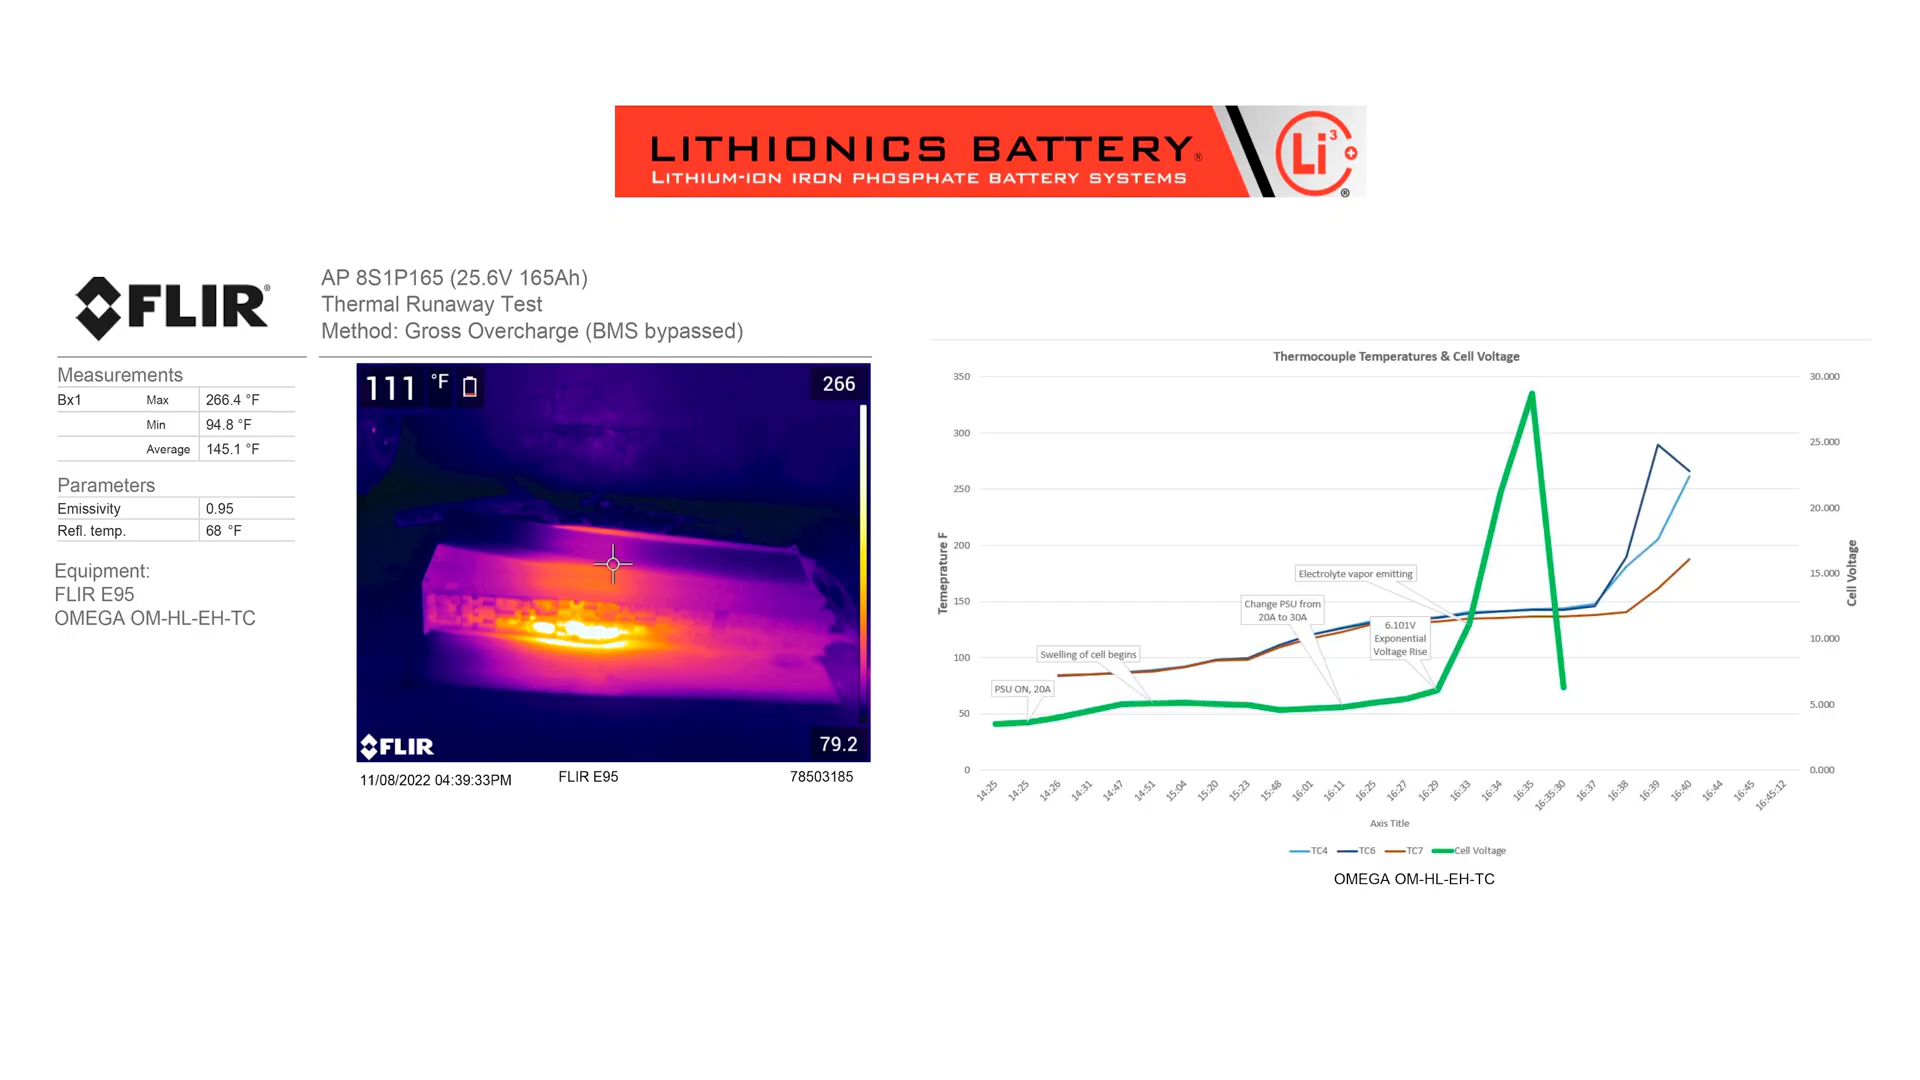 LITHIONICS BATTERY®
LITHIUM-ION IRON PHOSPHATE BATTERY SYSTEMS
Li3
®
FLIR®
AP 8S1P165 (25.6V 165Ah)
Thermal Runaway Test
Method: Gross Overcharge (BMS bypassed)
Measurements
Bx1 Max 266.4 °F
Min 94.8 °F
Average 145.1 °F
Parameters
Emissivity 0.95
Refl. temp. 68 °F
Equipment:
FLIR E95
OMEGA OM-HL-EH-TC
111 °F
266
79.2
FLIR
11/08/2022 04:39:33PM FLIR E95 78503185
Thermocouple Temperatures & Cell Voltage
350
300
250
200
150
100
50
0
Temeprature F
30.000
25.000
20.000
15.000
10.000
5.000
0.000
Cell Voltage
PSU ON, 20A
Swelling of cell begins
Change PSU from
20A to 30A
Electrolyte vapor emitting
6.101V
Exponential
Voltage Rise
14:25 14:25 14:26 14:31 14:47 14:51 15:04 15:20 15:23 15:48 16:01 16:11 16:25 16:27 16:29 16:33 16:34 16:35 16:35:30 16:37 16:38 16:39 16:40 16:44 16:45 16:45:12
Axis Title
TC4 TC6 TC7 Cell Voltage
OMEGA OM-HL-EH-TC